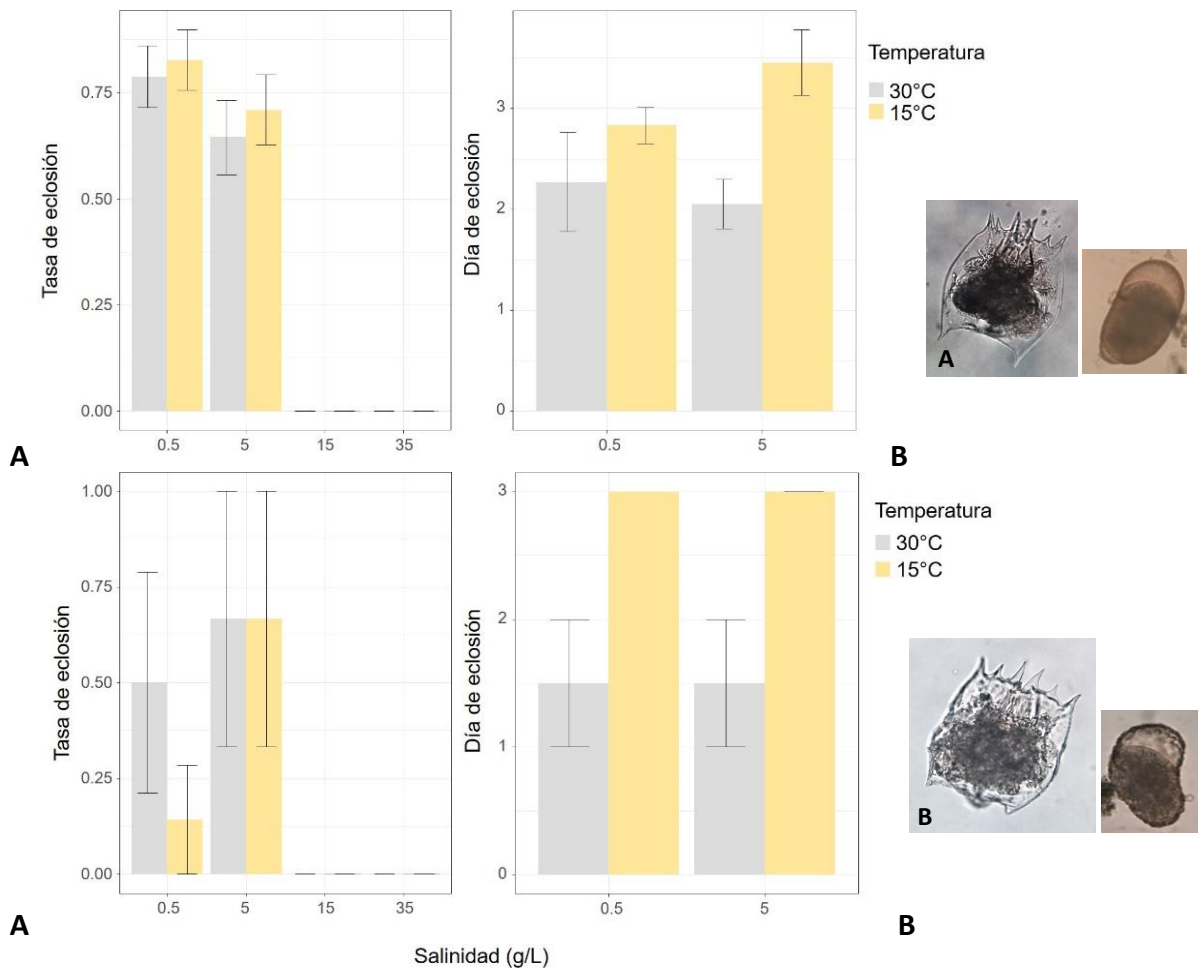 Tasa de eclosión
0.75
0.50
0.25
0.00
0.5 5 15 35
Día de eclosión
3
2
1
0
0.5 5
Temperatura
30°C
15°C
A
A
B
Tasa de eclosión
1.00
0.75
0.50
0.25
0.00
0.5 5 15 35
Día de eclosión
3
2
1
0
0.5 5
Temperatura
30°C
15°C
B
A
B
Salinidad (g/L)